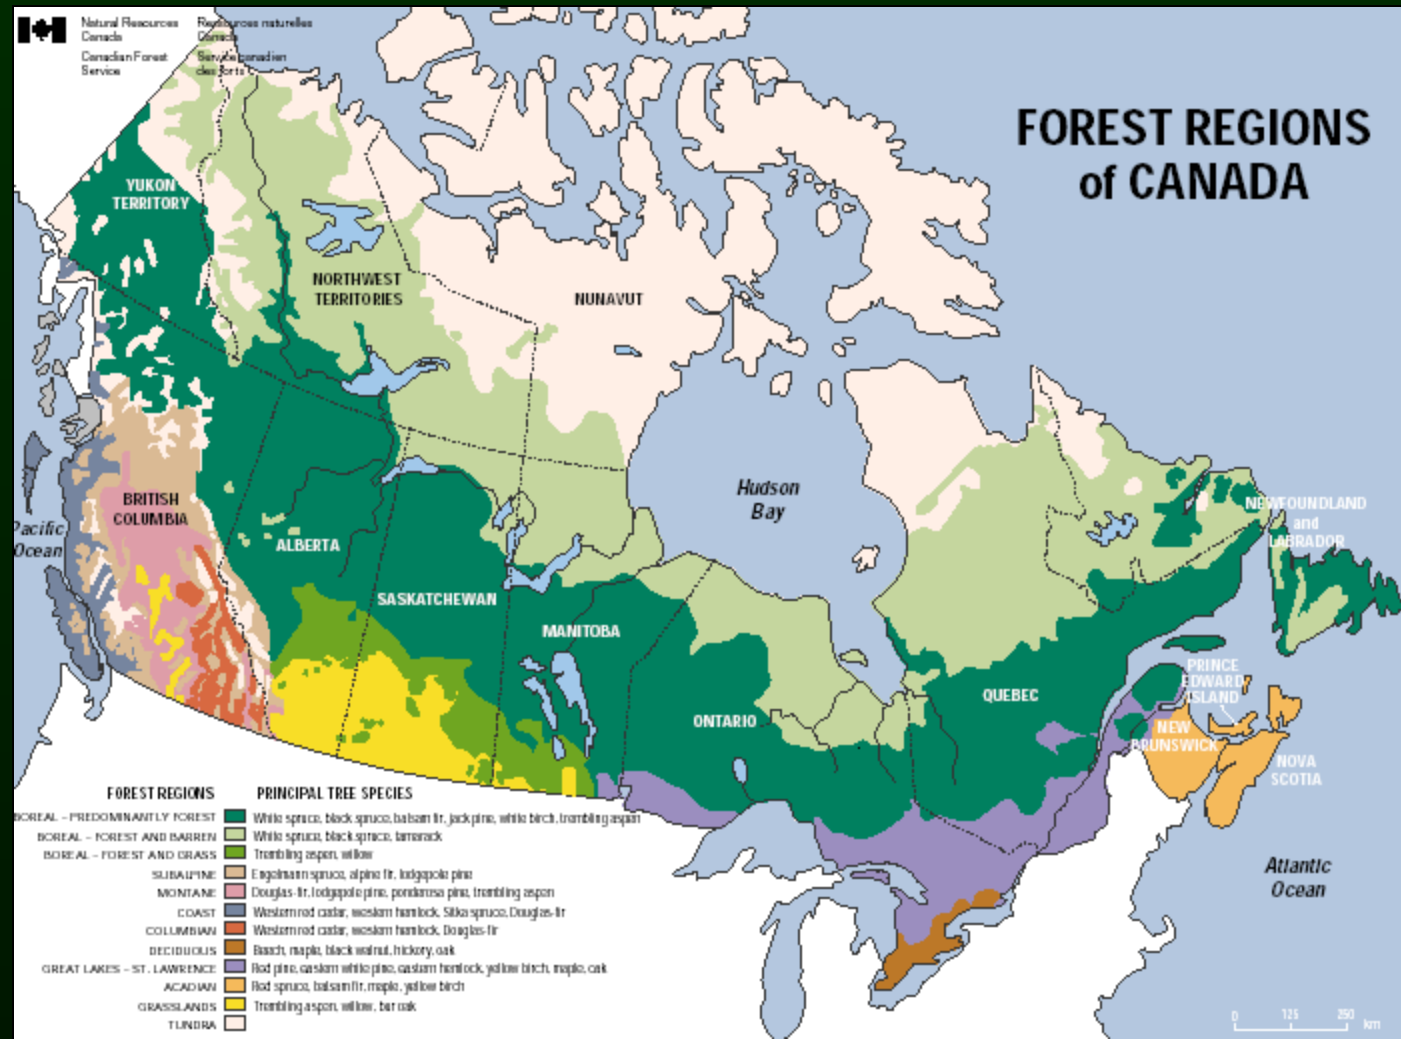 Natural Resources Canada
Ressources naturelles Canada
Canadian Forest Service
Service canadien des forts
FOREST REGIONS
of CANADA
YUKON
TERRITORY
NORTHWEST
TERRITORIES
NUNAVUT
Hudson
Bay
BRITISH
COLUMBIA
Pacific
Ocean
ALBERTA
SASKATCHEWAN
MANITOBA
ONTARIO
QUEBEC
NEWFOUNDLAND
and
LABRADOR
PRINCE
EDWARD
ISLAND
NEW
BRUNSWICK
NOVA
SCOTIA
Atlantic
Ocean
FOREST REGIONS PRINCIPAL TREE SPECIES
BOREAL - PREDOMINANTLY FOREST White spruce, black spruce, balsam fir, jack pine, white birch, trembling aspen
BOREAL - FOREST AND BARREN White spruce, black spruce, tamarack
BOREAL - FOREST AND GRASS Trembling aspen, willow
SUBALPINE Engelmann spruce, alpine fir, lodgepole pine
MONTANE Douglas-fir, lodgepole pine, ponderosa pine, trembling aspen
COAST Western red cedar, western hemlock, Sitka spruce, Douglas-fir
COLUMBIAN Western red cedar, western hemlock, Douglas-fir
DECIDUOUS Beach, maple, black walnut, hickory, oak
GREAT LAKES - ST. LAWRENCE Red pine, eastern white pine, eastern hemlock, yellow birch, maple, oak
ACADIAN Red spruce, balsam fir, maple, yellow birch
GRASSLANDS Trembling aspen, willow, bur oak
TUNDRA
0 125 250 km